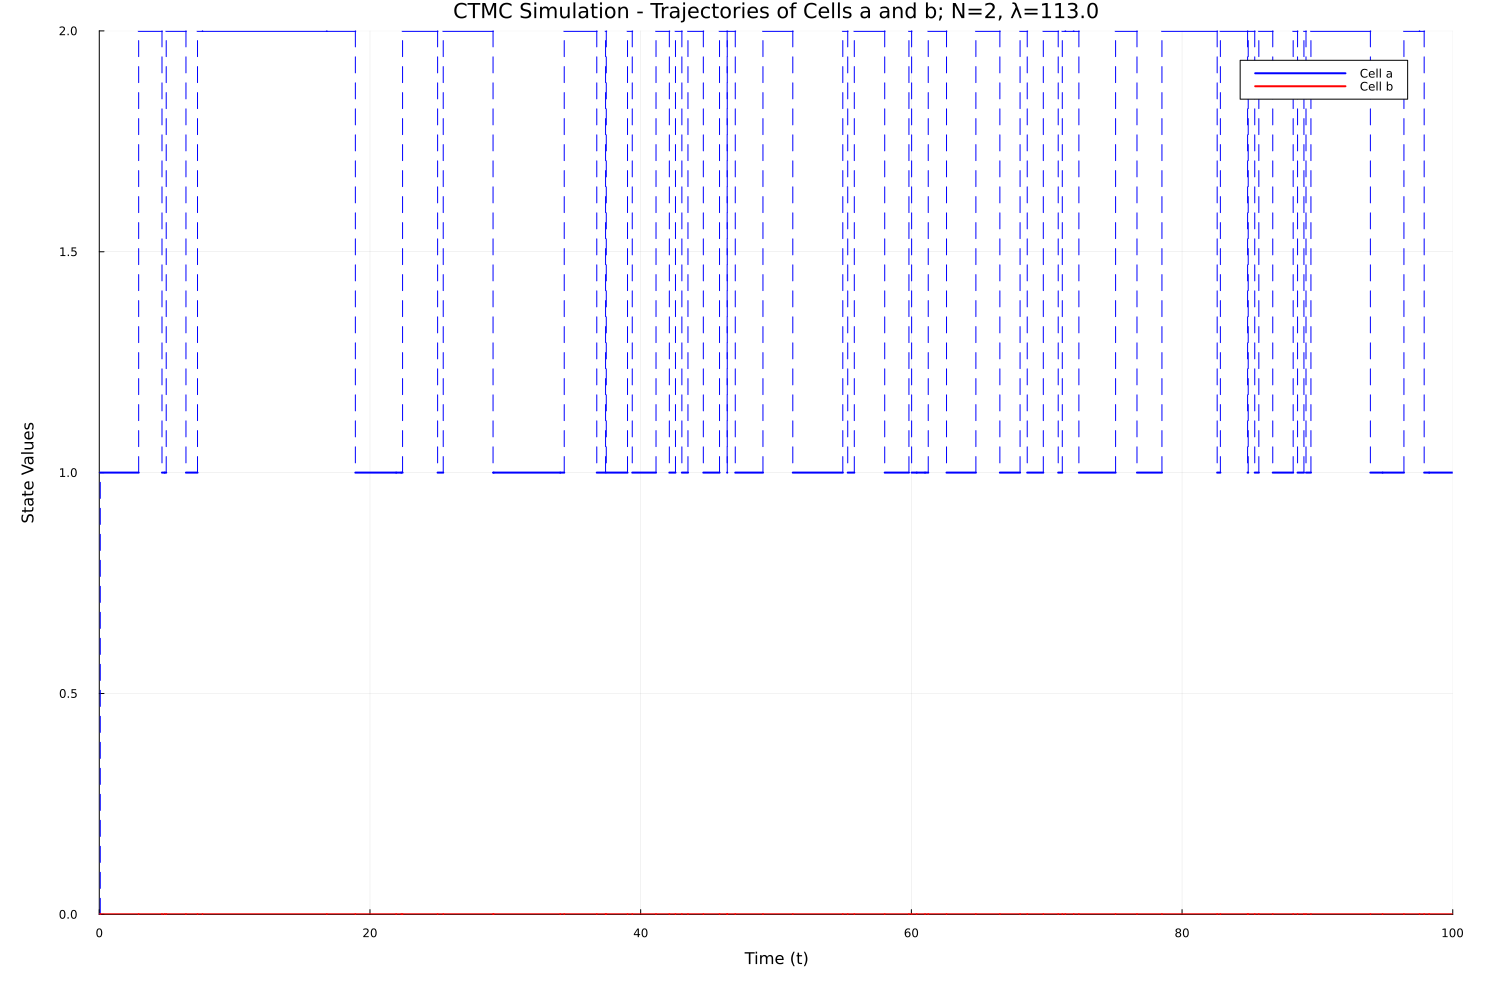 CTMC Simulation - Trajectories of Cells a and b; N=2, λ=113.0
2.0
Cell a
Cell b
1.5
1.0
State Values
0.5
0.0
0 20 40 60 80 100
Time (t)